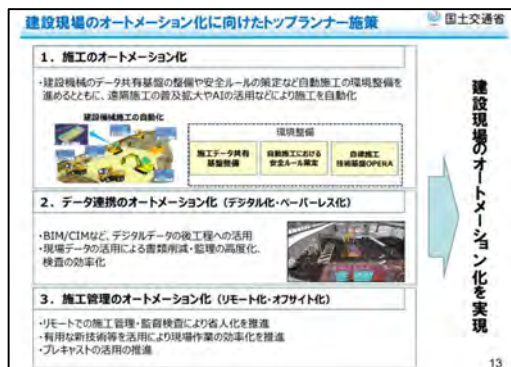 建設現場のオートメーション化に向けたトップランナー施策
国土交通省
1．施工のオートメーション化
・建設機械のデータ共有基盤の整備や安全ルールの策定など自動施工の環境整備を
進めるとともに、遠隔施工の普及拡大やAIの活用などにより施工を自動化
建設機械施工の自動化
環境整備
施工データ共有
基盤整備
自動施工における
安全ルール策定
自律施工
技術基盤OPERA
2．データ連携のオートメーション化（デジタル化・ペーパーレス化）
・BIM/CIMなど、デジタルデータの後工程への活用
・現場データの活用による書類削減・監理の高度化、
検査の効率化
3．施工管理のオートメーション化（リモート化・オフサイト化）
・リモートでの施工管理・監督検査により省人化を推進
・有用な新技術等を活用により現場作業の効率化を推進
・プレキャストの活用の推進
建設現場のオートメーション化を実現
13